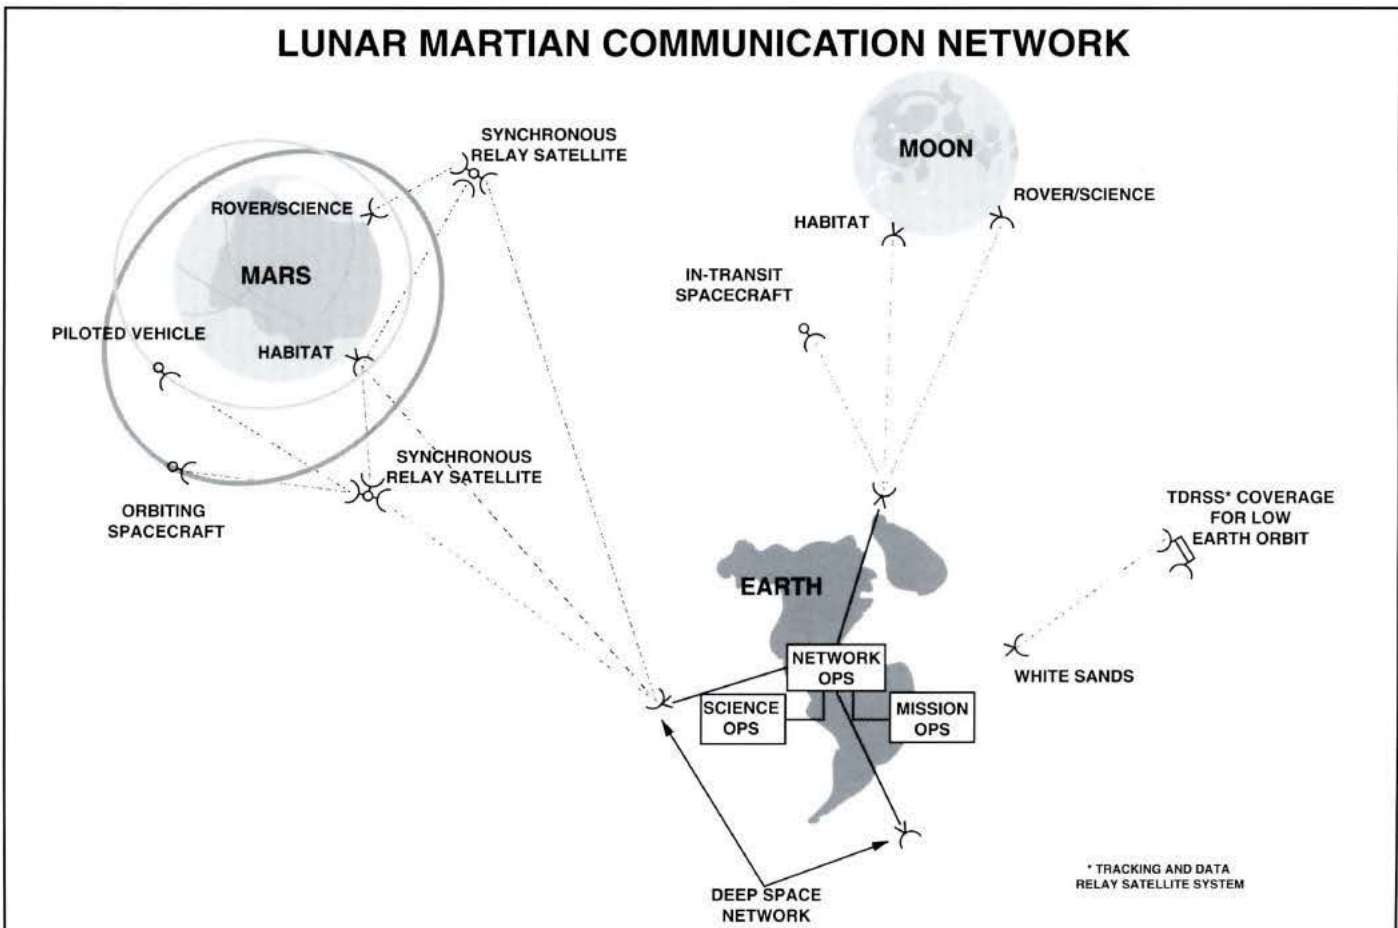 LUNAR MARTIAN COMMUNICATION NETWORK
SYNCHRONOUS
RELAY SATELLITE
MOON
ROVER/SCIENCE
ROVER/SCIENCE
HABITAT
MARS
IN-TRANSIT
SPACECRAFT
PILOTED VEHICLE
HABITAT
SYNCHRONOUS
RELAY SATELLITE
ORBITING
SPACECRAFT
TDRSS* COVERAGE
FOR LOW
EARTH ORBIT
EARTH
NETWORK
OPS
WHITE SANDS
SCIENCE
OPS
MISSION
OPS
* TRACKING AND DATA
RELAY SATELLITE SYSTEM
DEEP SPACE
NETWORK